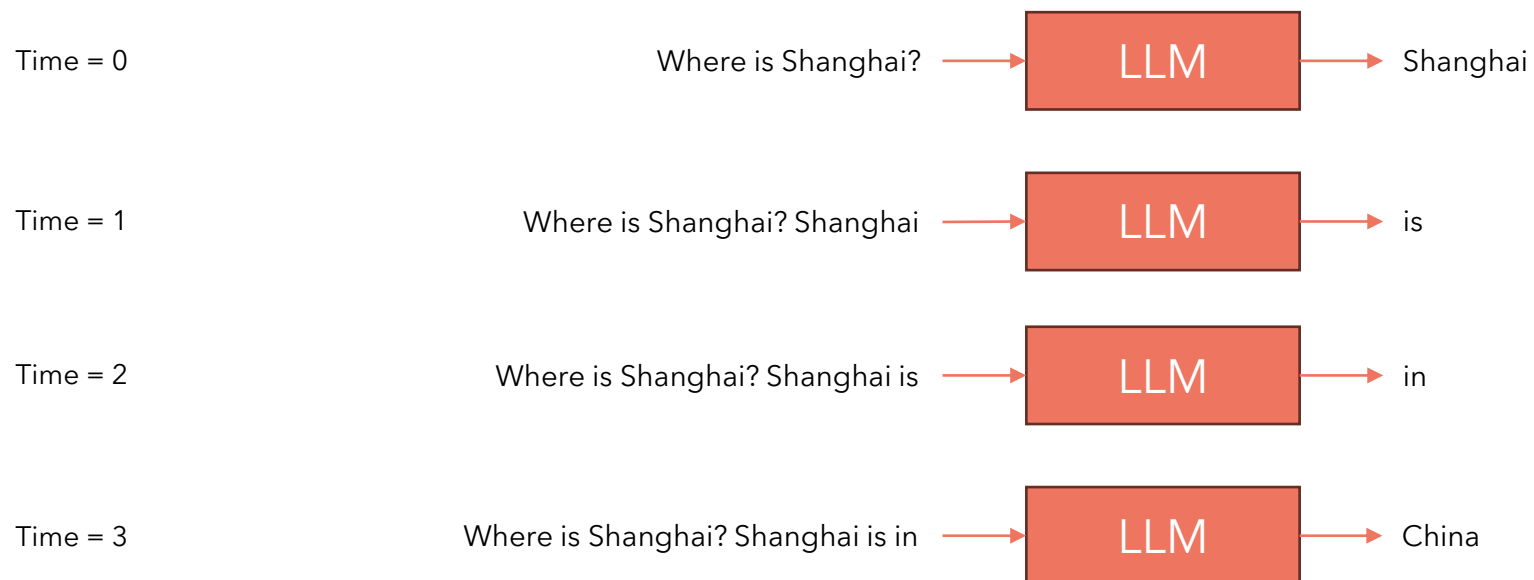 Time = 0 Where is Shanghai? LLM Shanghai
Time = 1 Where is Shanghai? Shanghai LLM is
Time = 2 Where is Shanghai? Shanghai is LLM in
Time = 3 Where is Shanghai? Shanghai is in LLM China